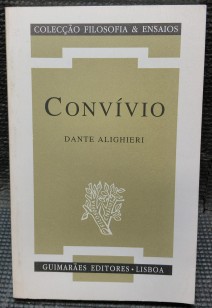 COLECÇÃO FILOSOFIA & ENSAIOS
CONVÍVIO
DANTE ALIGHIERI
GUIMARÃES EDITORES • LISBOA